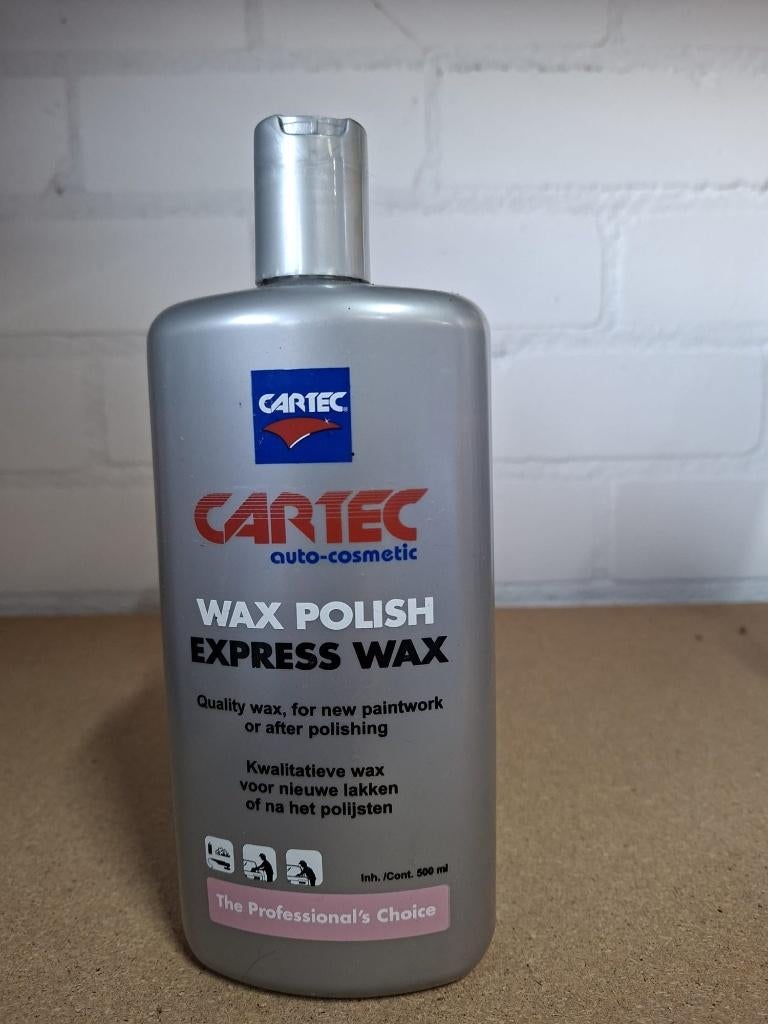 CARTEC®
CARTEC
auto-cosmetic
WAX POLISH
EXPRESS WAX
Quality wax, for new paintwork
or after polishing
Kwalitatieve wax
voor nieuwe lakken
of na het polijsten
Inh. /Cont. 500 ml
The Professional's Choice